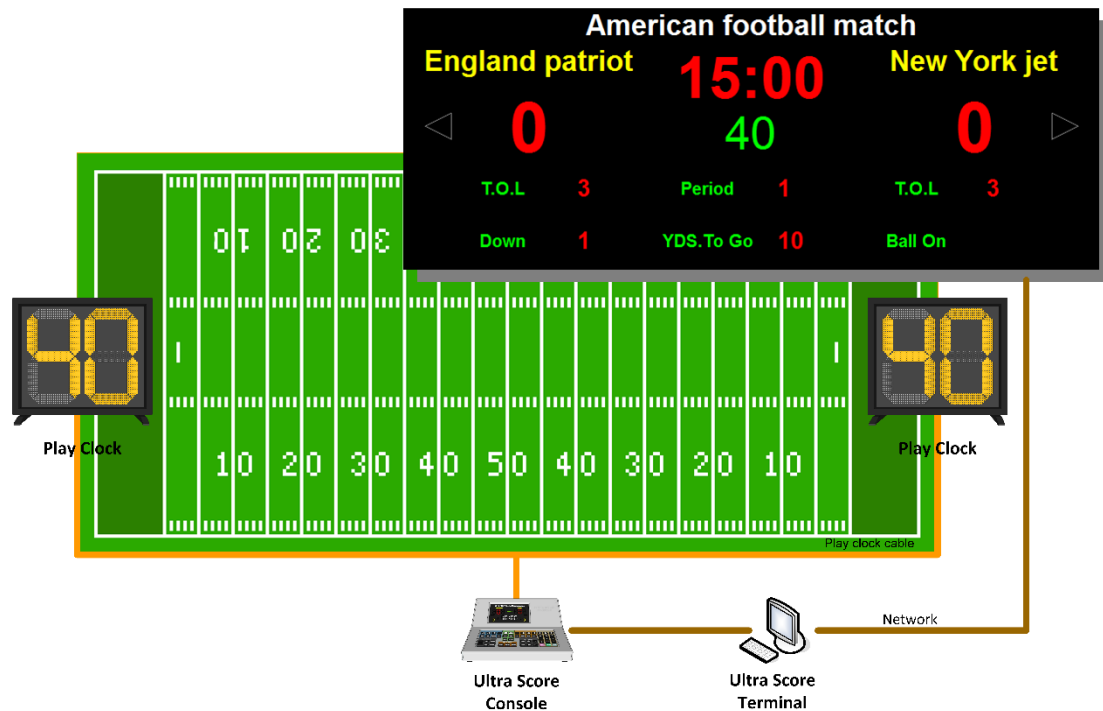 American football match
England patriot 15:00 New York jet
0 40 0
T.O.L 3 Period 1 T.O.L 3
Down 1 YDS.To Go 10 Ball On
10 20 30
40 40
Play Clock Play Clock
10 20 30 40 50 40 30 20 10
Play clock cable
Network
Ultra Score
Console
Ultra Score
Terminal